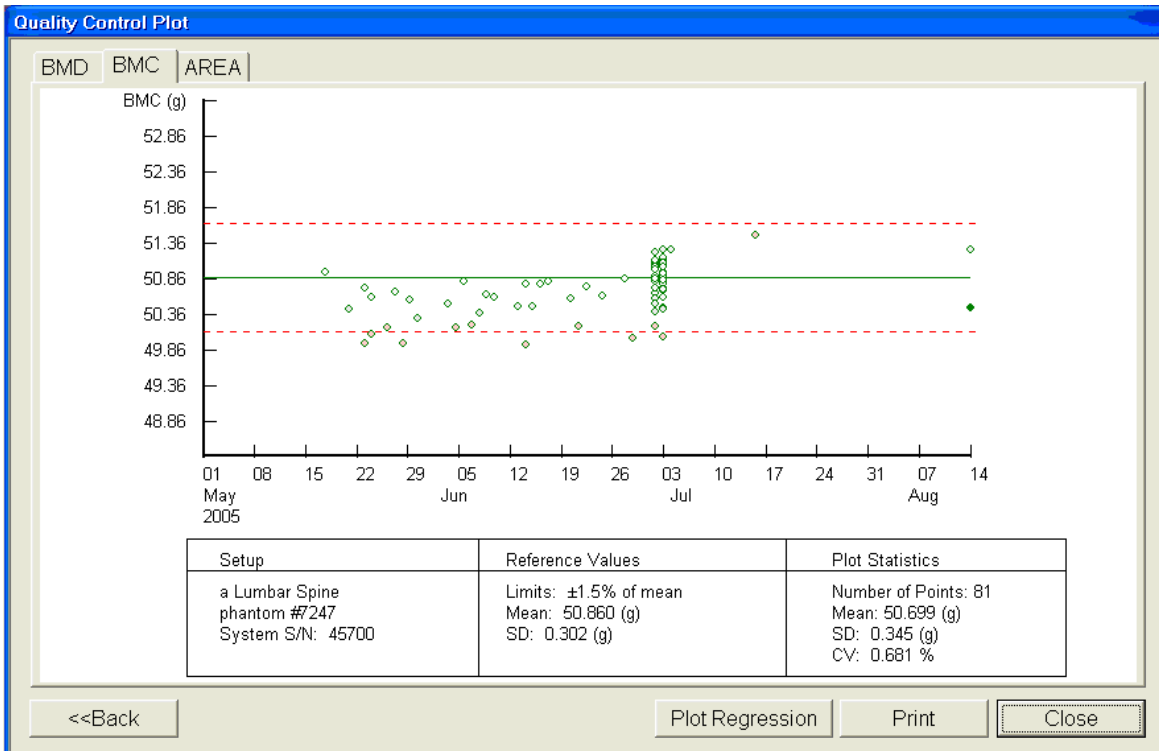 Quality Control Plot
BMD BMC AREA
BMC (g)
52.86
52.36
51.86
51.36
50.86
50.36
49.86
49.36
48.86
01 08 15 22 29 05 12 19 26 03 10 17 24 31 07 14
May Jun Jul Aug
2005
Setup
a Lumbar Spine
phantom #7247
System S/N: 45700
Reference Values
Limits: ±1.5% of mean
Mean: 50.860 (g)
SD: 0.302 (g)
Plot Statistics
Number of Points: 81
Mean: 50.699 (g)
SD: 0.345 (g)
CV: 0.681 %
<<Back Plot Regression Print Close